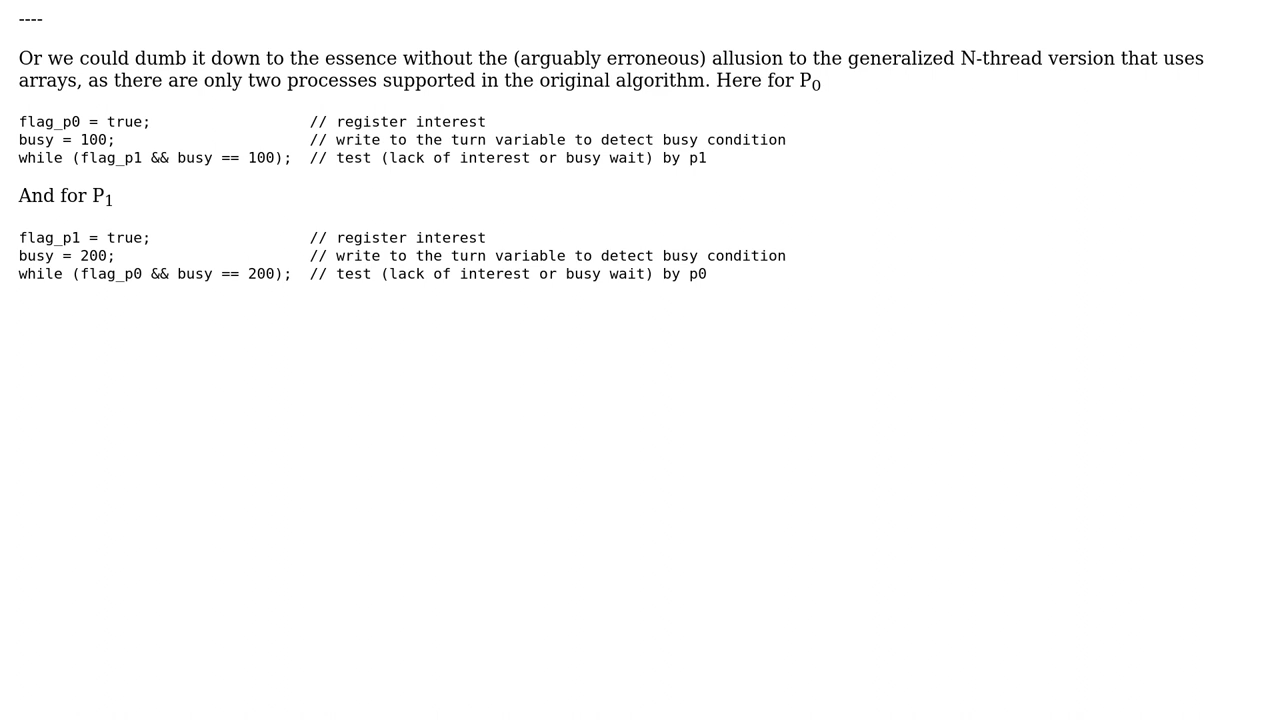 ----
Or we could dumb it down to the essence without the (arguably erroneous) allusion to the generalized N-thread version that uses
arrays, as there are only two processes supported in the original algorithm. Here for P0
flag_p0 = true;                  // register interest
busy = 100;                      // write to the turn variable to detect busy condition
while (flag_p1 && busy == 100);  // test (lack of interest or busy wait) by p1
And for P1
flag_p1 = true;                  // register interest
busy = 200;                      // write to the turn variable to detect busy condition
while (flag_p0 && busy == 200);  // test (lack of interest or busy wait) by p0